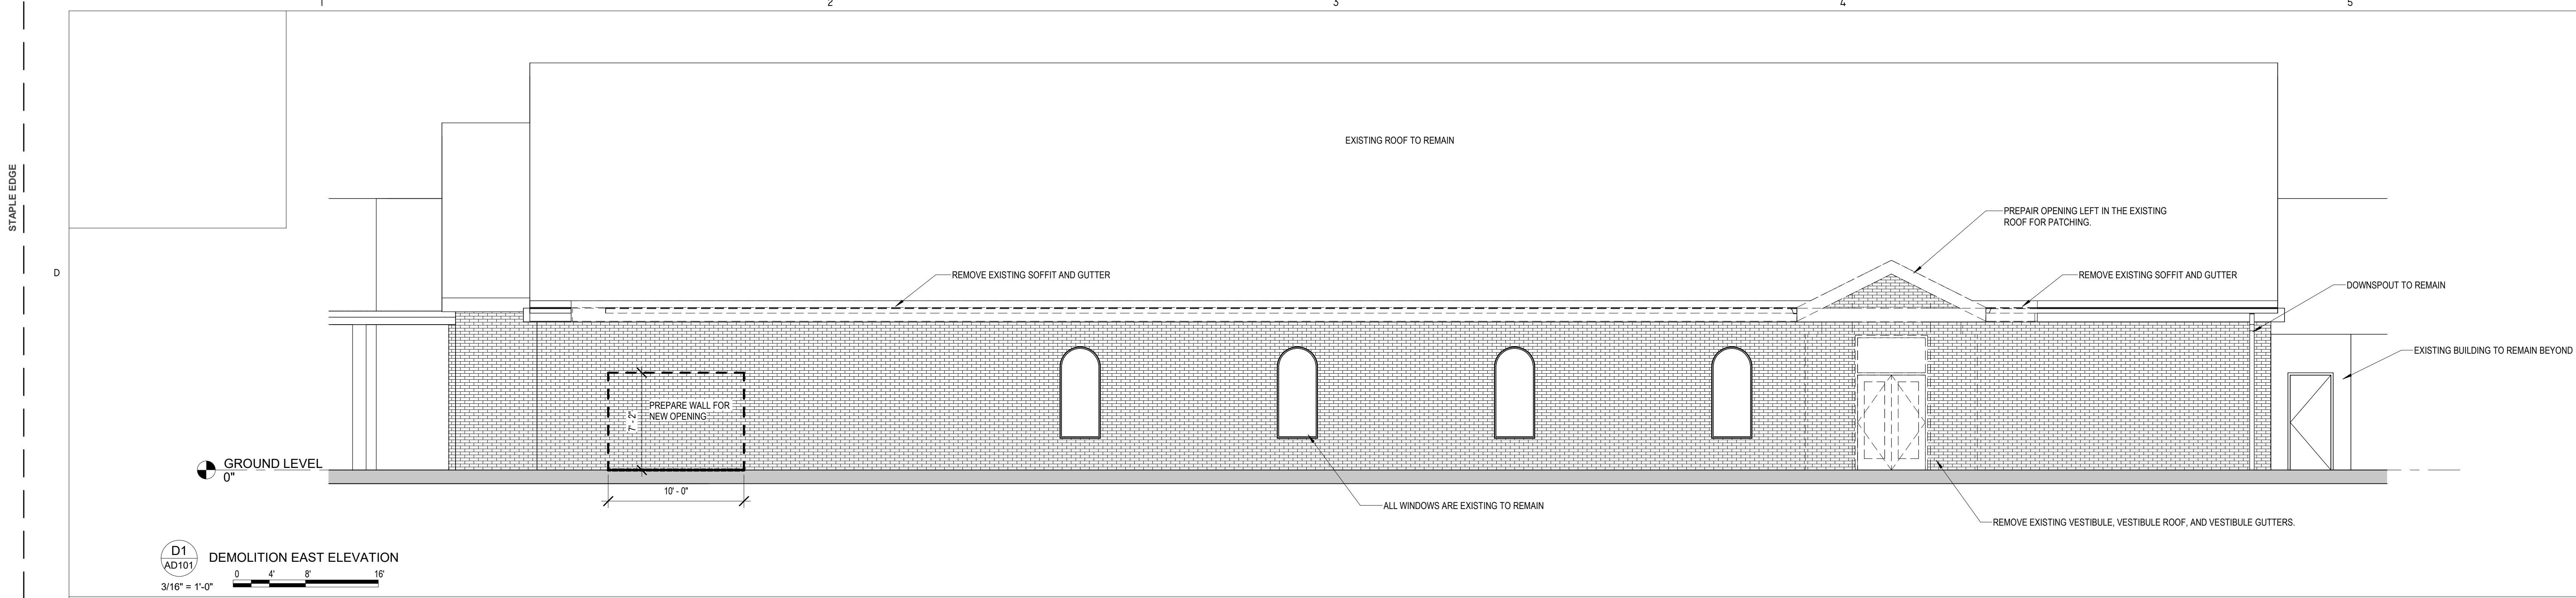 1
2
3
4
5
STAPLE EDGE
D
EXISTING ROOF TO REMAIN
PREPAIR OPENING LEFT IN THE EXISTING
ROOF FOR PATCHING.
REMOVE EXISTING SOFFIT AND GUTTER
REMOVE EXISTING SOFFIT AND GUTTER
DOWNSPOUT TO REMAIN
EXISTING BUILDING TO REMAIN BEYOND
PREPARE WALL FOR
NEW OPENING
7' - 2"
GROUND LEVEL
0"
10' - 0"
ALL WINDOWS ARE EXISTING TO REMAIN
REMOVE EXISTING VESTIBULE, VESTIBULE ROOF, AND VESTIBULE GUTTERS.
D1
AD101
DEMOLITION EAST ELEVATION
3/16" = 1'-0"
0 4' 8' 16'